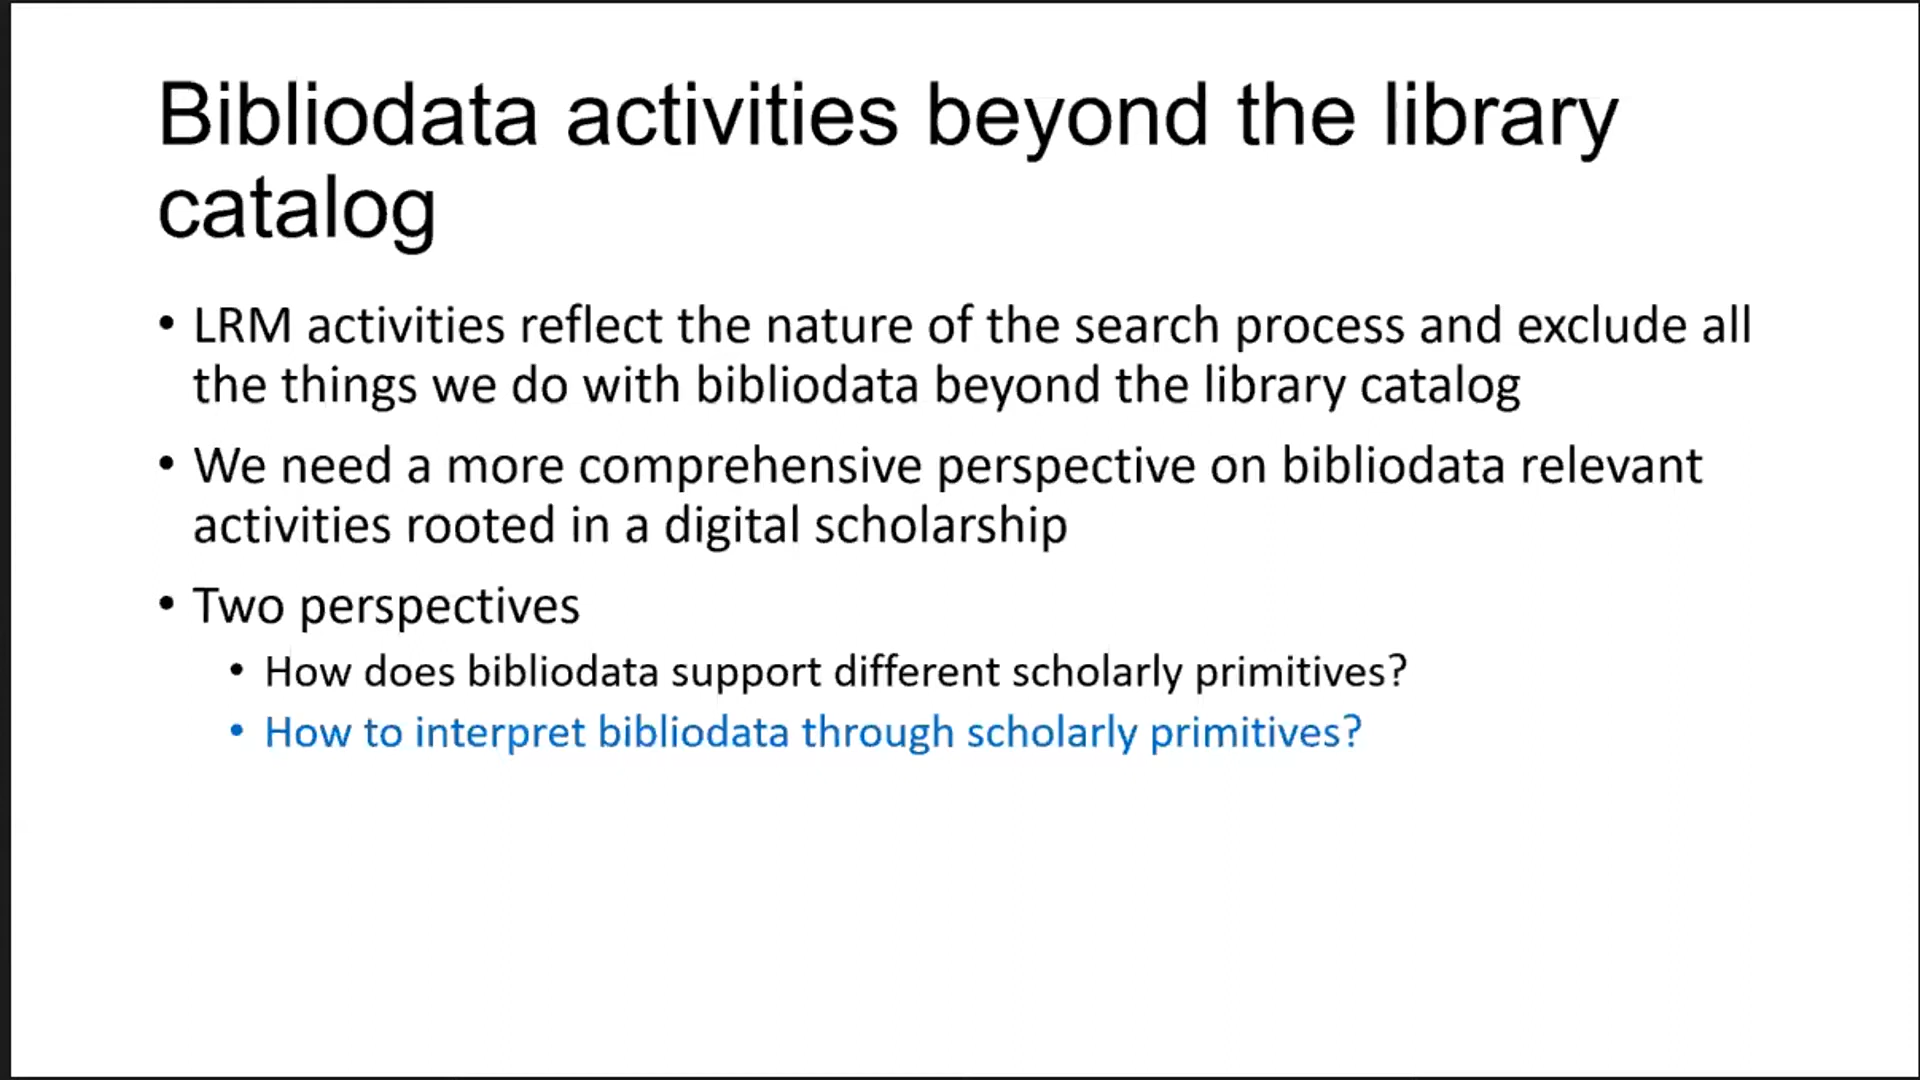 Bibliodata activities beyond the library
catalog
• LRM activities reflect the nature of the search process and exclude all
the things we do with bibliodata beyond the library catalog
• We need a more comprehensive perspective on bibliodata relevant
activities rooted in a digital scholarship
• Two perspectives
• How does bibliodata support different scholarly primitives?
• How to interpret bibliodata through scholarly primitives?